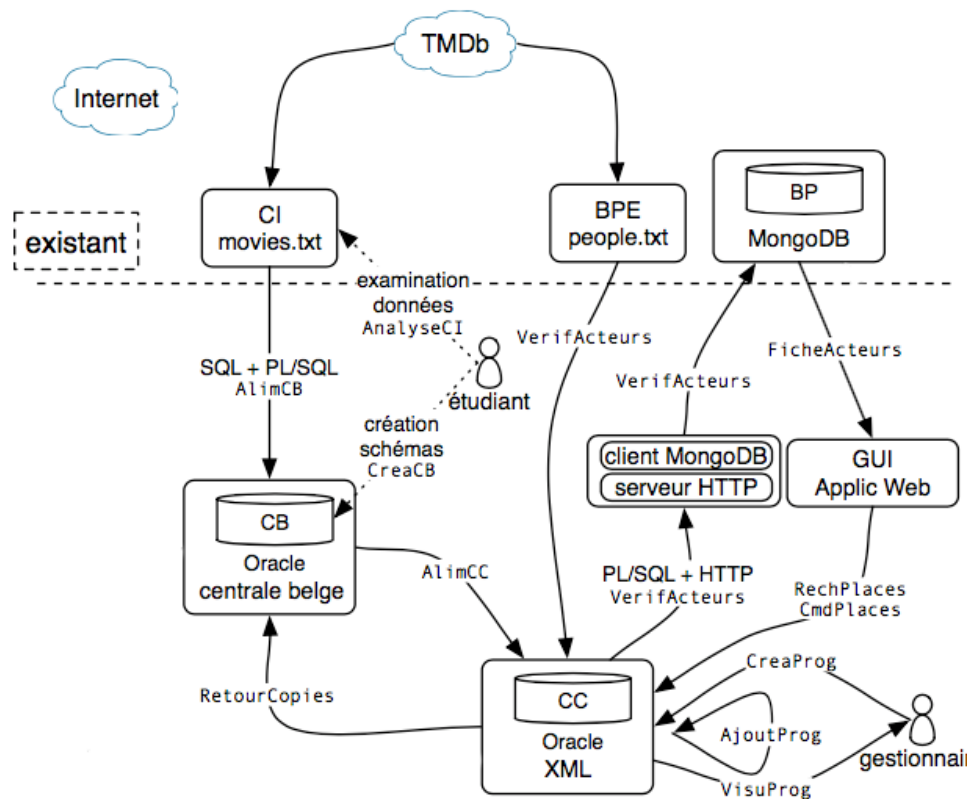 TMDb
Internet
CI
movies.txt
BPE
people.txt
BP
MongoDB
existant
examination
données
AnalyseCI
VerifActeurs
FicheActeurs
SQL + PL/SQL
AlimCB
VerifActeurs
étudiant
création
schémas
CreaCB
client MongoDB
serveur HTTP
GUI
Applic Web
CB
Oracle
centrale belge
AlimCC
PL/SQL + HTTP
VerifActeurs
RechPlaces
CmdPlaces
CreaProg
RetourCopies
CC
Oracle
XML
AjoutProg
gestionnair
VisuProg